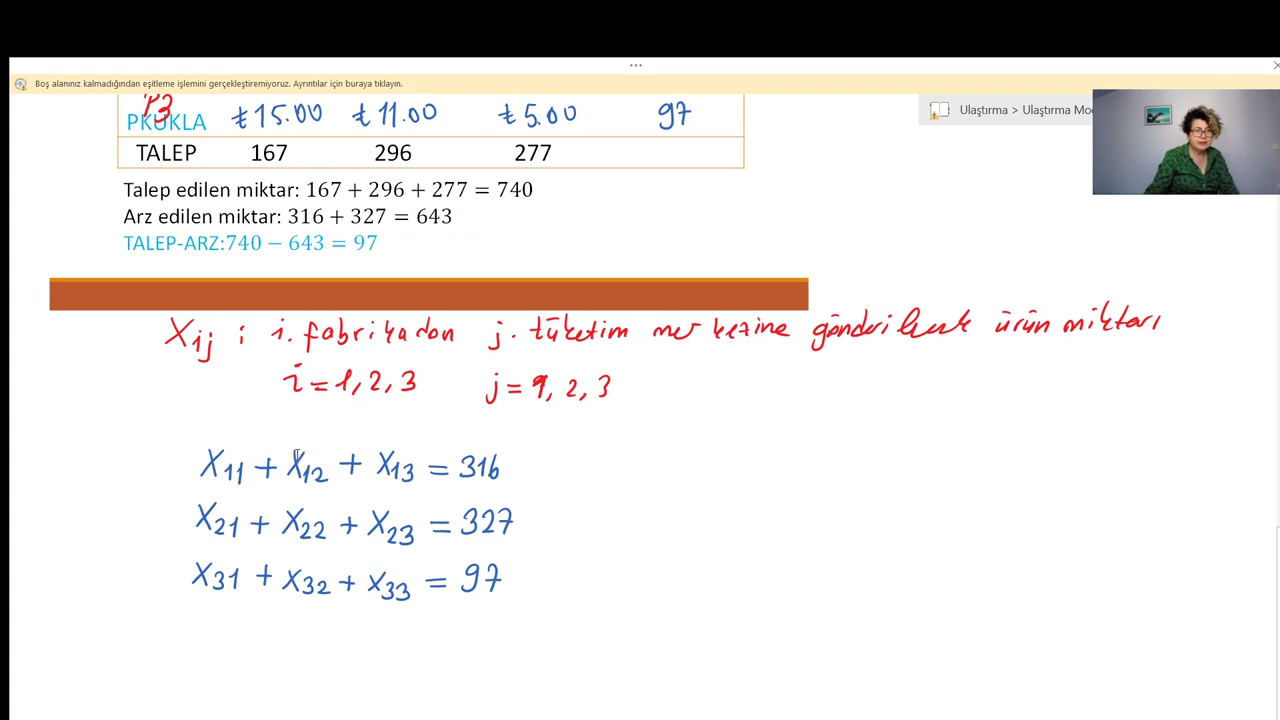 Boş alanınız kalmadığından eşitleme işlemini gerçekleştiremiyoruz. Ayrıntılar için buraya tıklayın.
Ulaştırma > Ulaştırma Mo
P3
PKUKLA ₺15.00 ₺11.00 ₺5.00 97
TALEP 167 296 277
Talep edilen miktar: 167 + 296 + 277 = 740
Arz edilen miktar: 316 + 327 = 643
TALEP-ARZ:740 − 643 = 97
Xij : i. fabrikadan j. tüketim merkezine gönderilecek ürün miktarı
i = 1, 2, 3 j = 1, 2, 3
X11 + X12 + X13 = 316
X21 + X22 + X23 = 327
X31 + X32 + X33 = 97